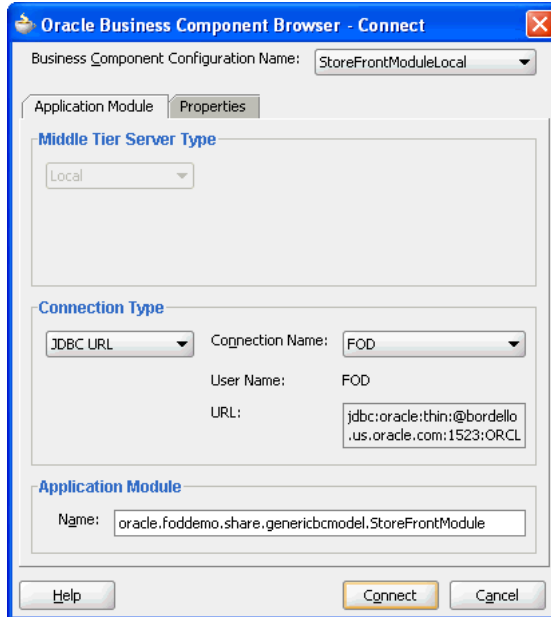 Oracle Business Component Browser - Connect
Business Component Configuration Name: StoreFrontModuleLocal
Application Module Properties
Middle Tier Server Type
Local
Connection Type
JDBC URL Connection Name: FOD
User Name: FOD
URL: jdbc:oracle:thin:@bordello
.us.oracle.com:1523:ORCL
Application Module
Name: oracle.foddemo.share.genericbcmodel.StoreFrontModule
Help Connect Cancel